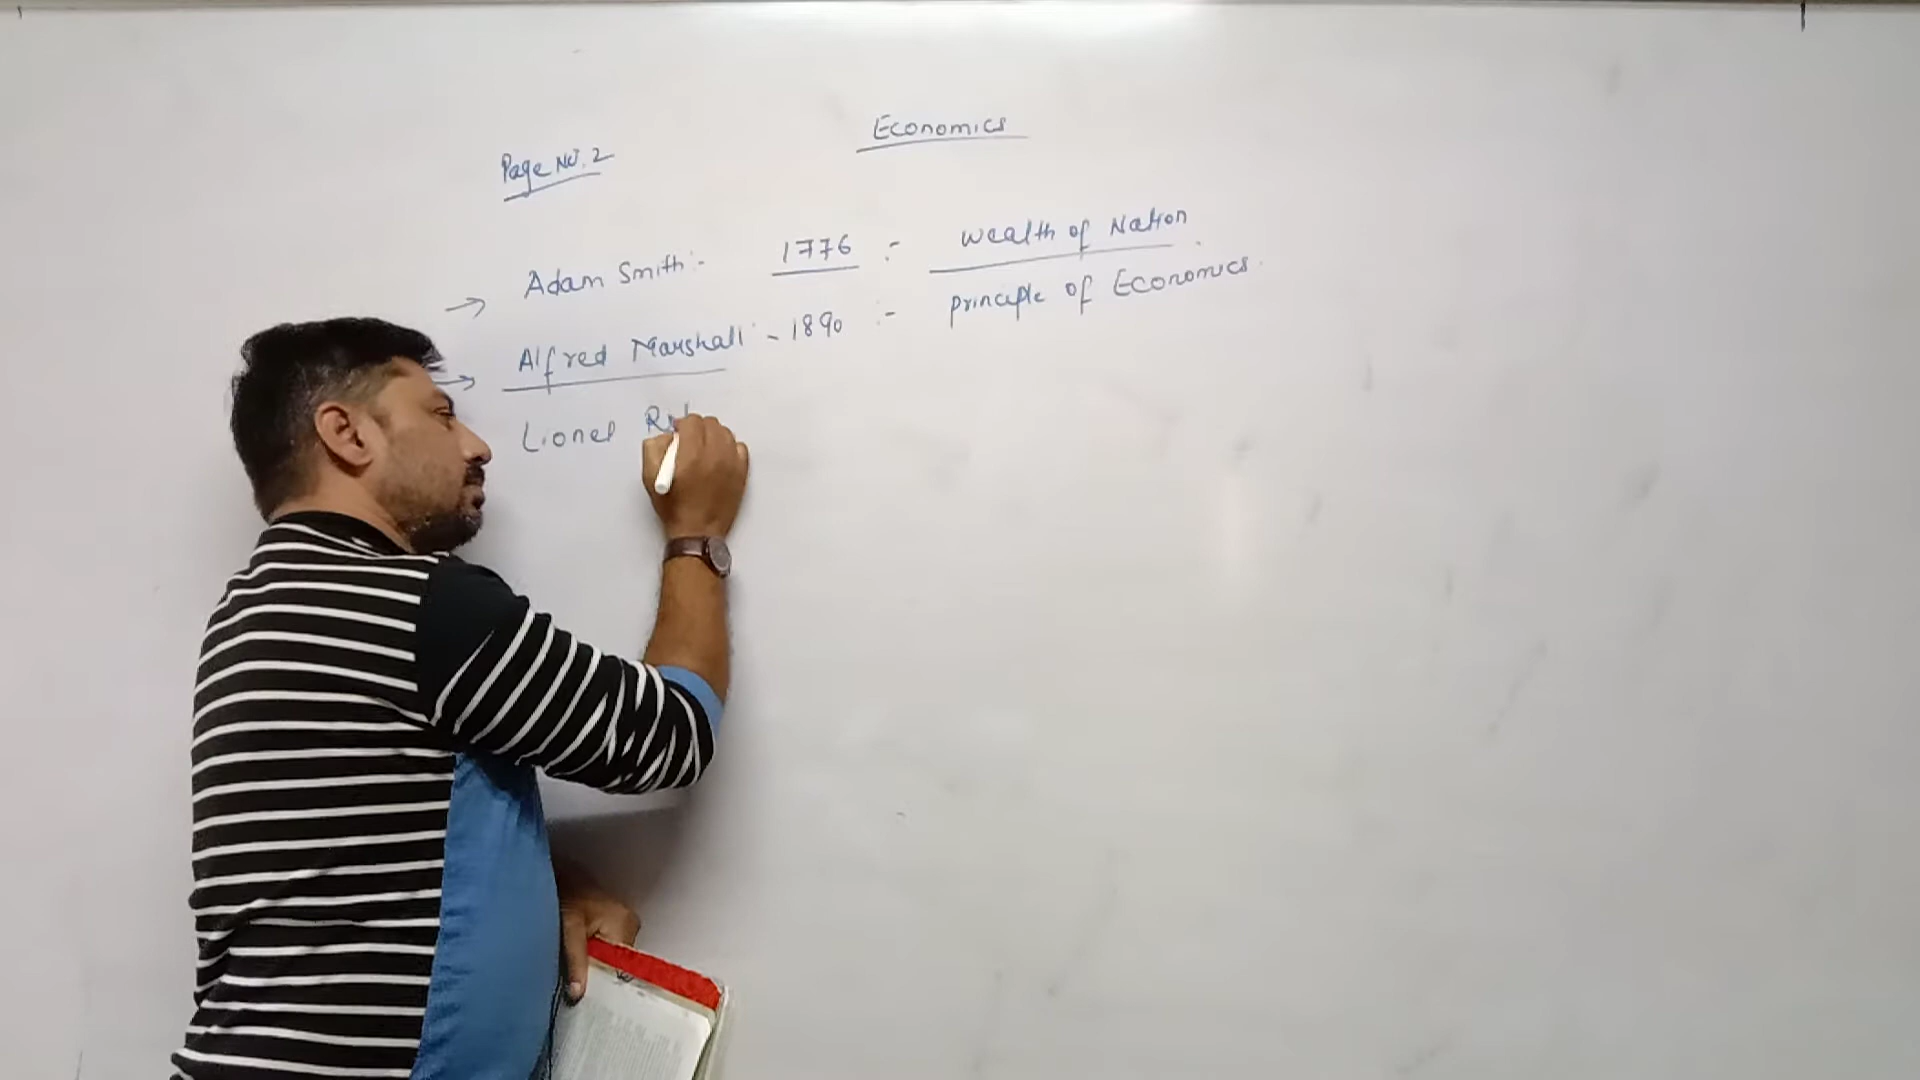 Economics
Page No. 2
Adam Smith :- 1776 :- Wealth of Nation
→ Alfred Marshall - 1890 :- principle of Economics.
Lionel